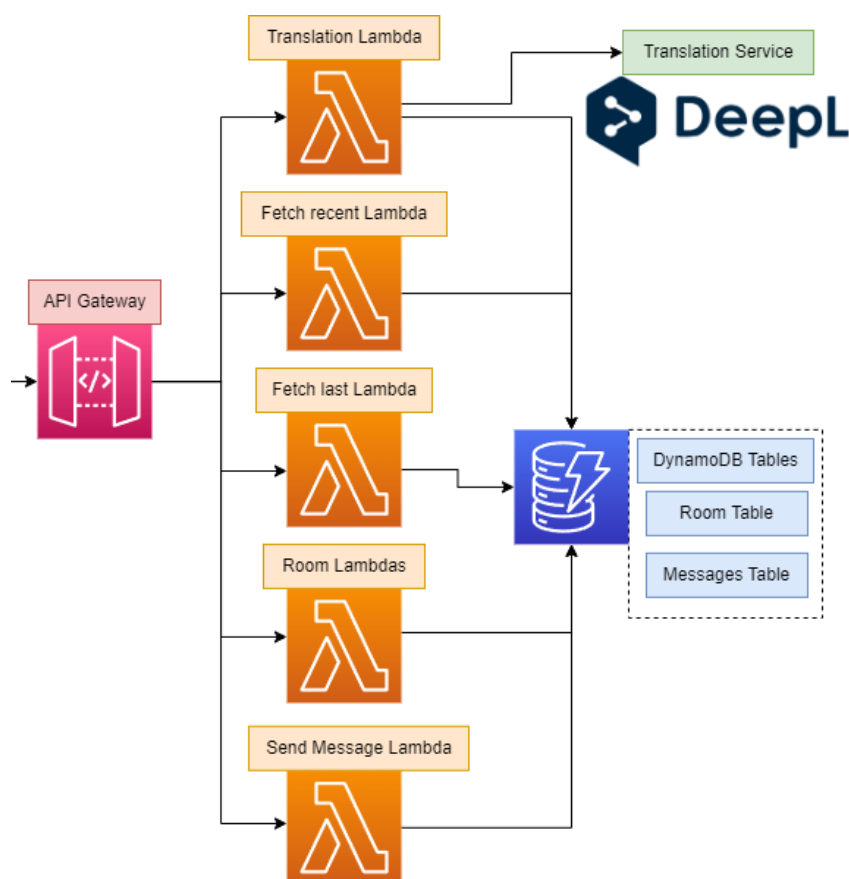 Translation Lambda
Translation Service
DeepL
Fetch recent Lambda
API Gateway
</>
Fetch last Lambda
DynamoDB Tables
Room Table
Messages Table
Room Lambdas
Send Message Lambda